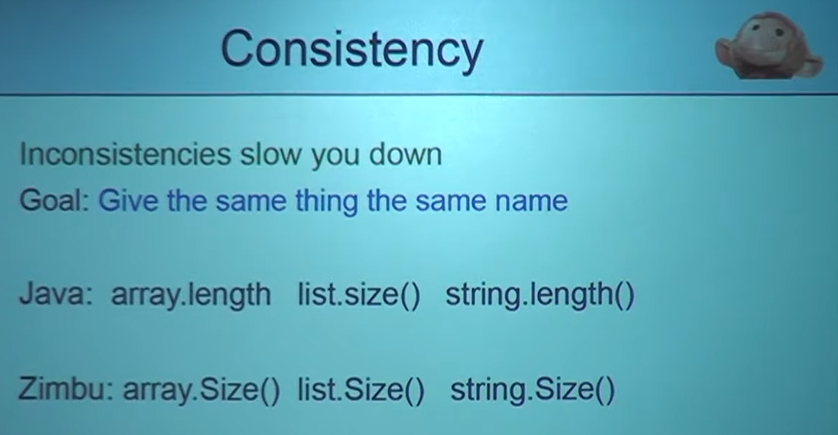 Consistency
Inconsistencies slow you down
Goal: Give the same thing the same name
Java: array.length list.size() string.length()
Zimbu: array.Size() list.Size() string.Size()